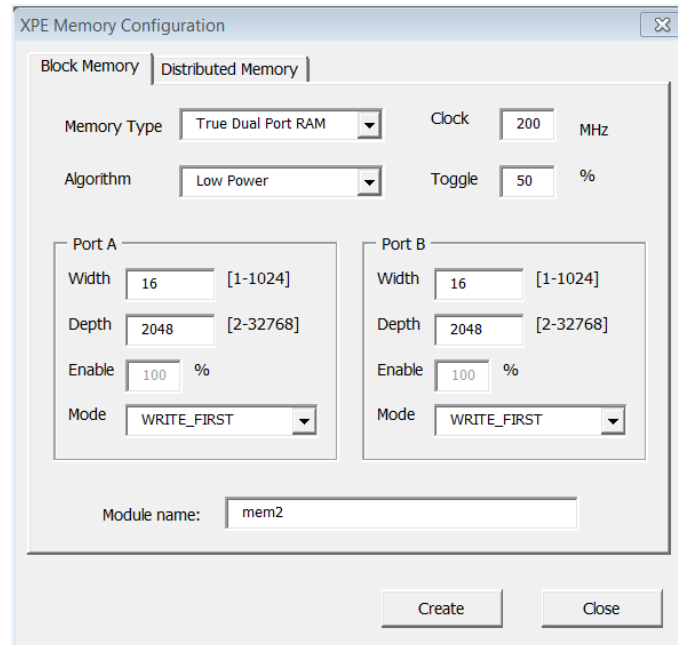 XPE Memory Configuration
Block Memory Distributed Memory
Memory Type True Dual Port RAM Clock 200 MHz
Algorithm Low Power Toggle 50 %
Port A Port B
Width 16 [1-1024] Width 16 [1-1024]
Depth 2048 [2-32768] Depth 2048 [2-32768]
Enable 100 % Enable 100 %
Mode WRITE_FIRST Mode WRITE_FIRST
Module name: mem2
Create Close